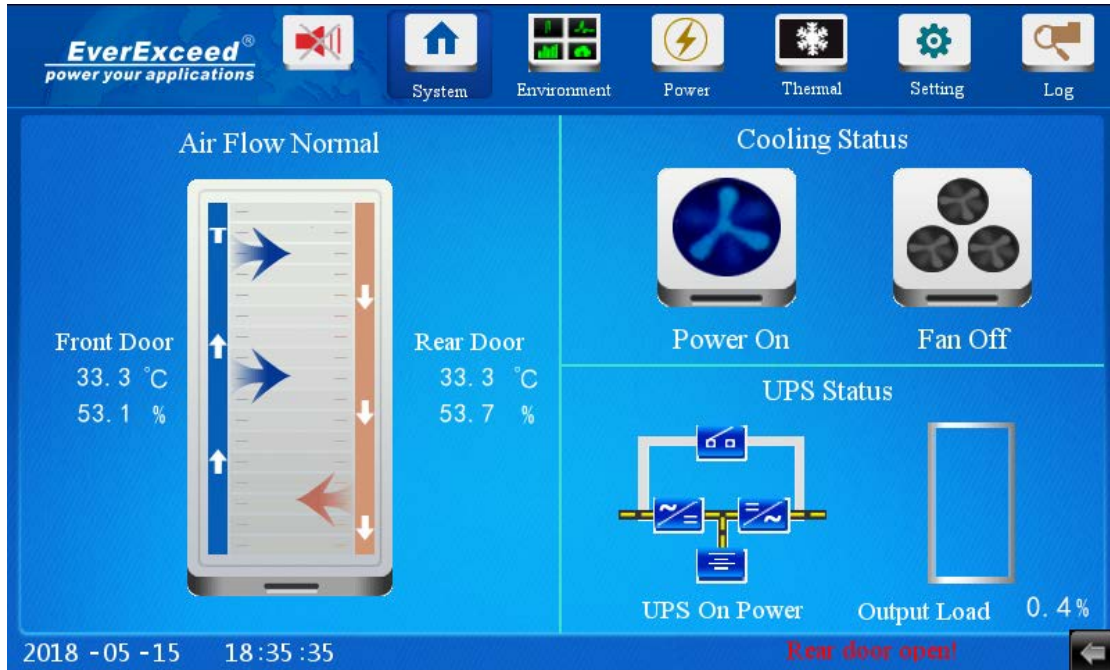 EverExceed®
power your applications
System
Environment
Power
Thermal
Setting
Log
Air Flow Normal
Front Door
33.3 °C
53.1 %
Rear Door
33.3 °C
53.7 %
Cooling Status
Power On
Fan Off
UPS Status
UPS On Power
Output Load 0.4%
2018 -05 -15 18:35:35
Rear door open!